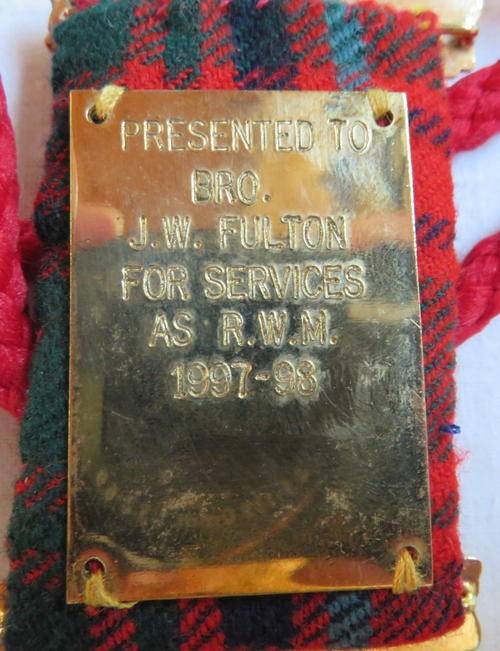 PRESENTED TO
BRO.
J.W. FULTON
FOR SERVICES
AS R.W.M.
1997-98